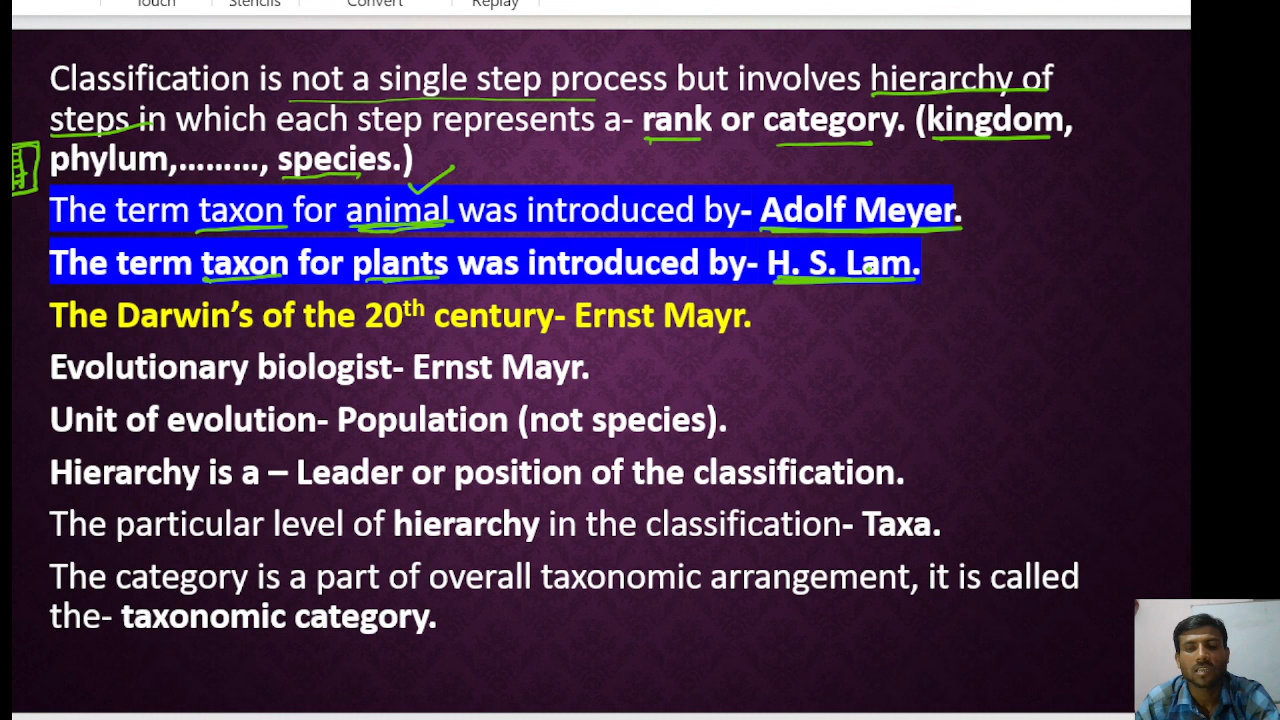 Touch Stencils Convert Replay
Classification is not a single step process but involves hierarchy of
steps in which each step represents a- rank or category. (kingdom,
phylum,………, species.)
The term taxon for animal was introduced by- Adolf Meyer.
The term taxon for plants was introduced by- H. S. Lam.
The Darwin’s of the 20th century- Ernst Mayr.
Evolutionary biologist- Ernst Mayr.
Unit of evolution- Population (not species).
Hierarchy is a – Leader or position of the classification.
The particular level of hierarchy in the classification- Taxa.
The category is a part of overall taxonomic arrangement, it is called
the- taxonomic category.